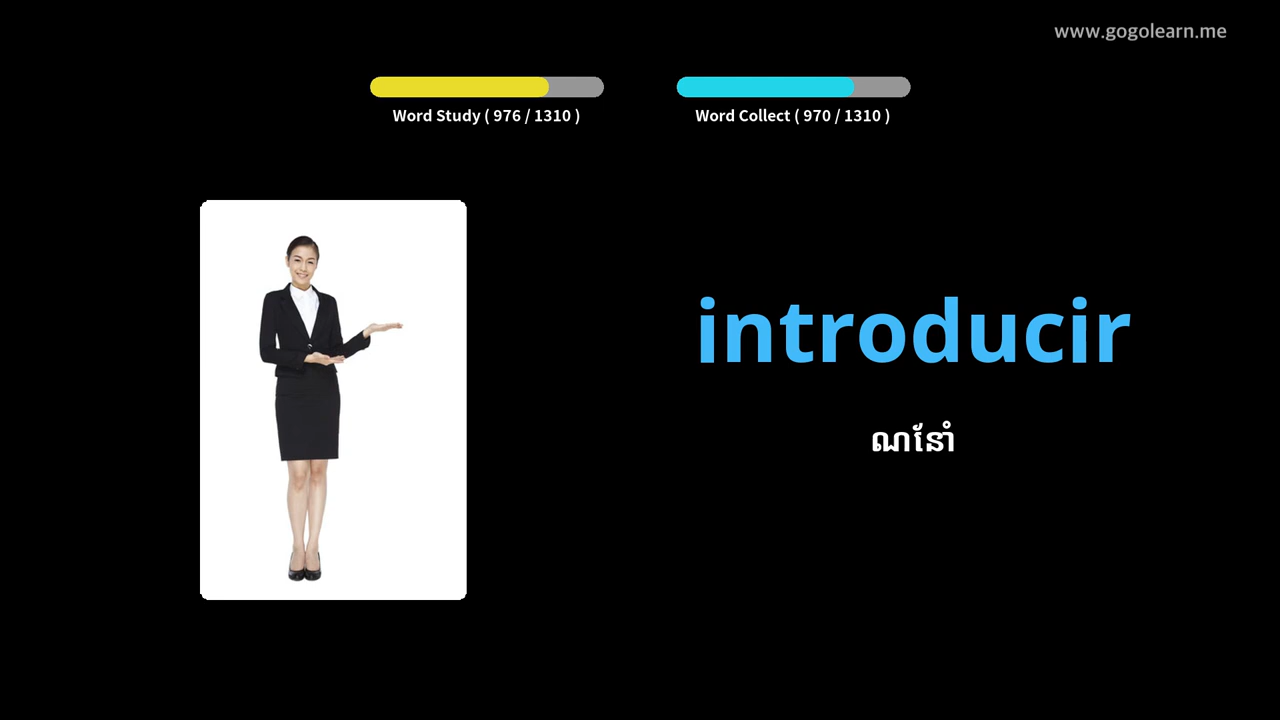 www.gogolearn.me
Word Study ( 976 / 1310 )
Word Collect ( 970 / 1310 )
introducir
ណែនាំ